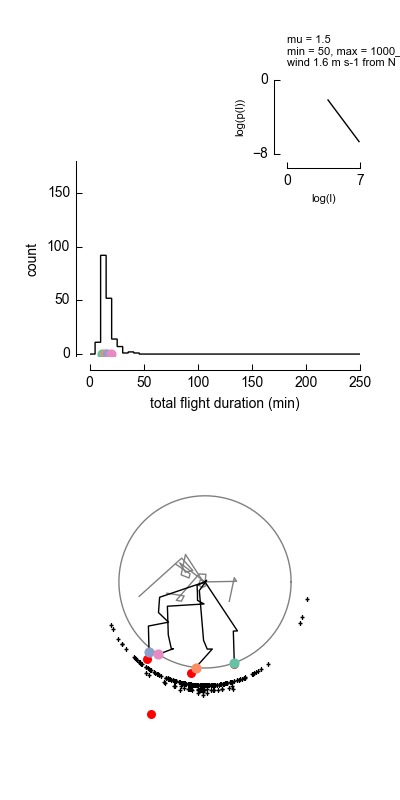 mu = 1.5
min = 50, max = 1000_
wind 1.6 m s-1 from N
0
−8
log(p(l))
0 7
log(l)
150
100
50
0
count
0 50 100 150 200 250
total flight duration (min)